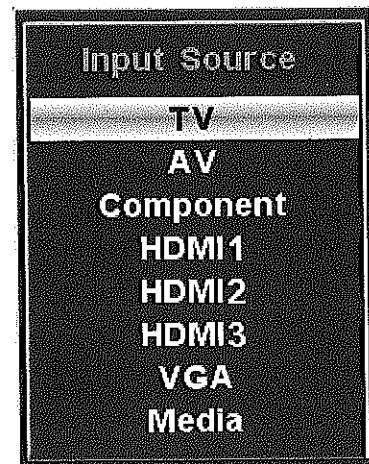 Input Source
TV
AV
Component
HDMI1
HDMI2
HDMI3
VGA
Media